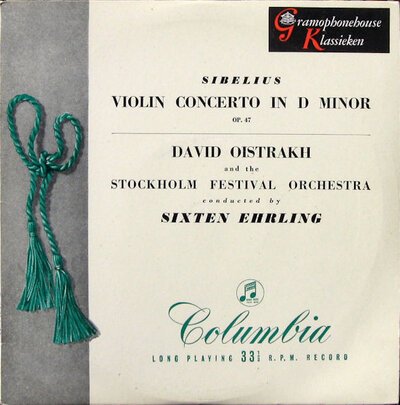 Gramophonehouse
Klassieken
SIBELIUS
VIOLIN CONCERTO IN D MINOR
OP. 47
DAVID OISTRAKH
and the
STOCKHOLM FESTIVAL ORCHESTRA
conducted by
SIXTEN EHRLING
Columbia
LONG PLAYING 33⅓ R.P.M. RECORD